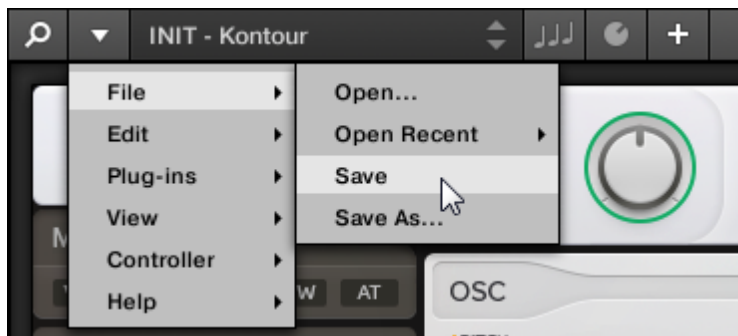 INIT - Kontour
File
Edit
Plug-ins
View
Controller
Help
Open...
Open Recent
Save
Save As...
M
W
AT
OSC